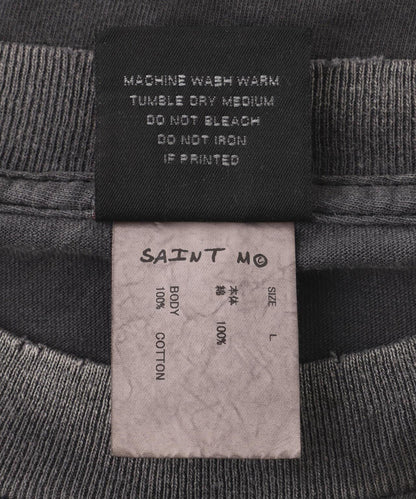 MACHINE WASH WARM
TUMBLE DRY MEDIUM
DO NOT BLEACH
DO NOT IRON
IF PRINTED
SAINT M
SIZE L
本体
綿 100%
BODY
100% COTTON